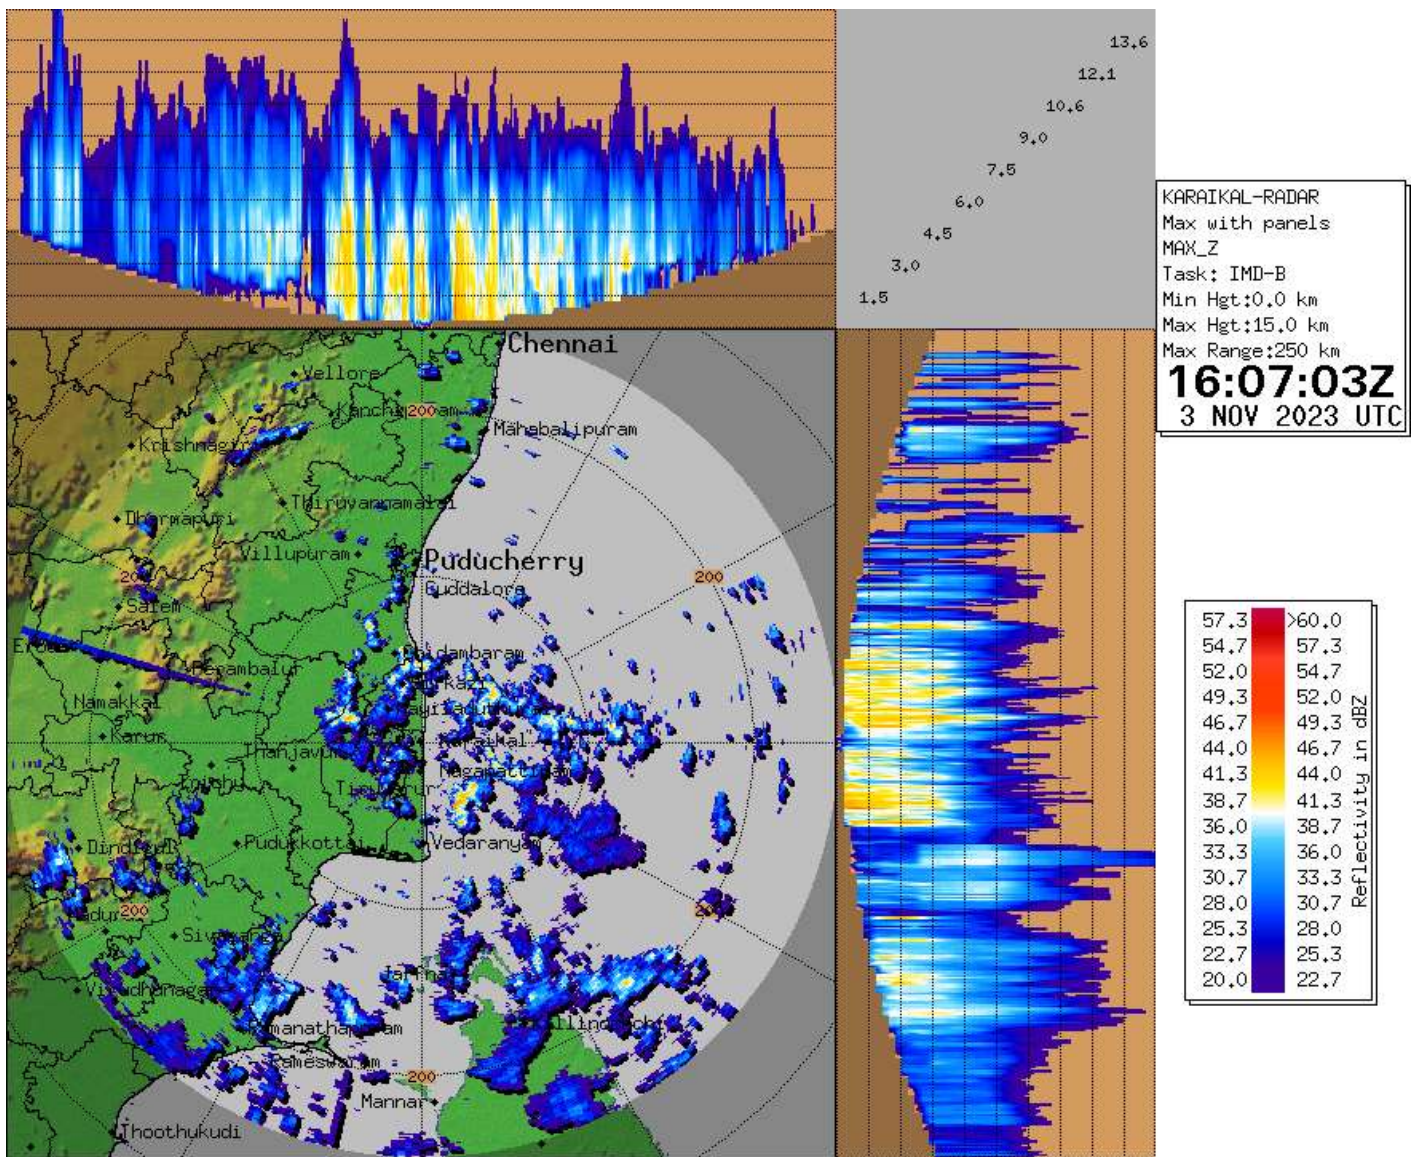 13.6
12.1
10.6
9.0
7.5
6.0
4.5
3.0
1.5
KARAIKAL-RADAR
Max with panels
MAX_Z
Task: IMD-B
Min Hgt:0.0 km
Max Hgt:15.0 km
Max Range:250 km
16:07:03Z
3 NOV 2023 UTC
Chennai
Vellore
200
Mahabalipuram
Krishnagiri
Thiruvannamalai
Dharmapuri
Villupuram
Puducherry
200
200
Cuddalore
Salem
Chidambaram
Perambalur
Namakkal
Karur
Karaikal
Thanjavur
Nagapattinam
Dindigul
Pudukkottai
Vedaranyam
200
200
Jaffna
Virudhunagar
Ramanathapuram
Rameswaram
200
Mannar
Thoothukudi
57.3 >60.0
54.7 57.3
52.0 54.7
49.3 52.0
46.7 49.3
44.0 46.7
41.3 44.0
38.7 41.3
36.0 38.7
33.3 36.0
30.7 33.3
28.0 30.7
25.3 28.0
22.7 25.3
20.0 22.7
Reflectivity in dBZ